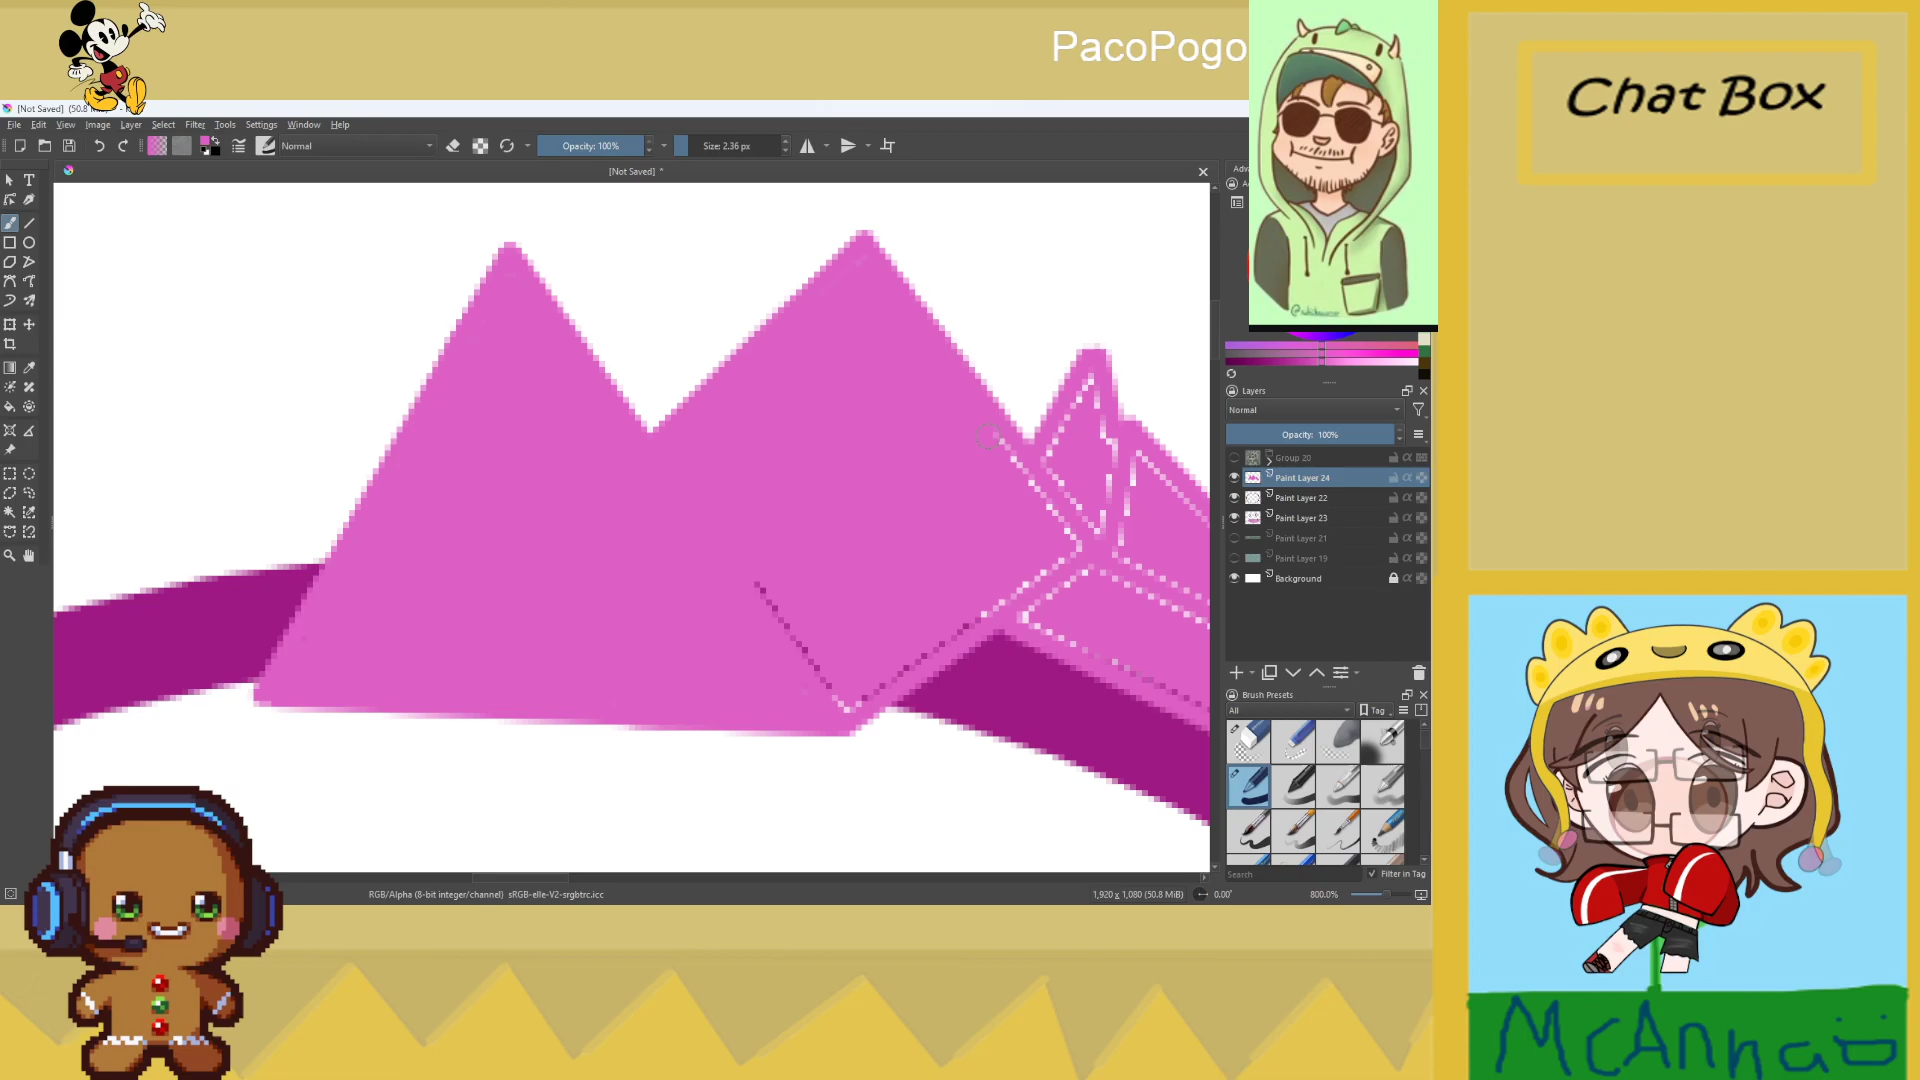 PacoPogo
Chat Box
[Not Saved] (50.8
File Edit View Image Layer Select Filter Tools Settings Window Help
Normal
Opacity: 100%
Size: 2.36 px
[Not Saved] *
@shibuwar
Layers
Normal
Opacity: 100%
Group 20
Paint Layer 24
Paint Layer 22
Paint Layer 23
Paint Layer 21
Paint Layer 19
Background
Brush Presets
All
Tag
Search
Filter in Tag
RGB/Alpha (8-bit integer/channel) sRGB-elle-V2-srgbtrc.icc
1,920 x 1,080 (50.8 MiB)
0.00°
800.0%
McAnna